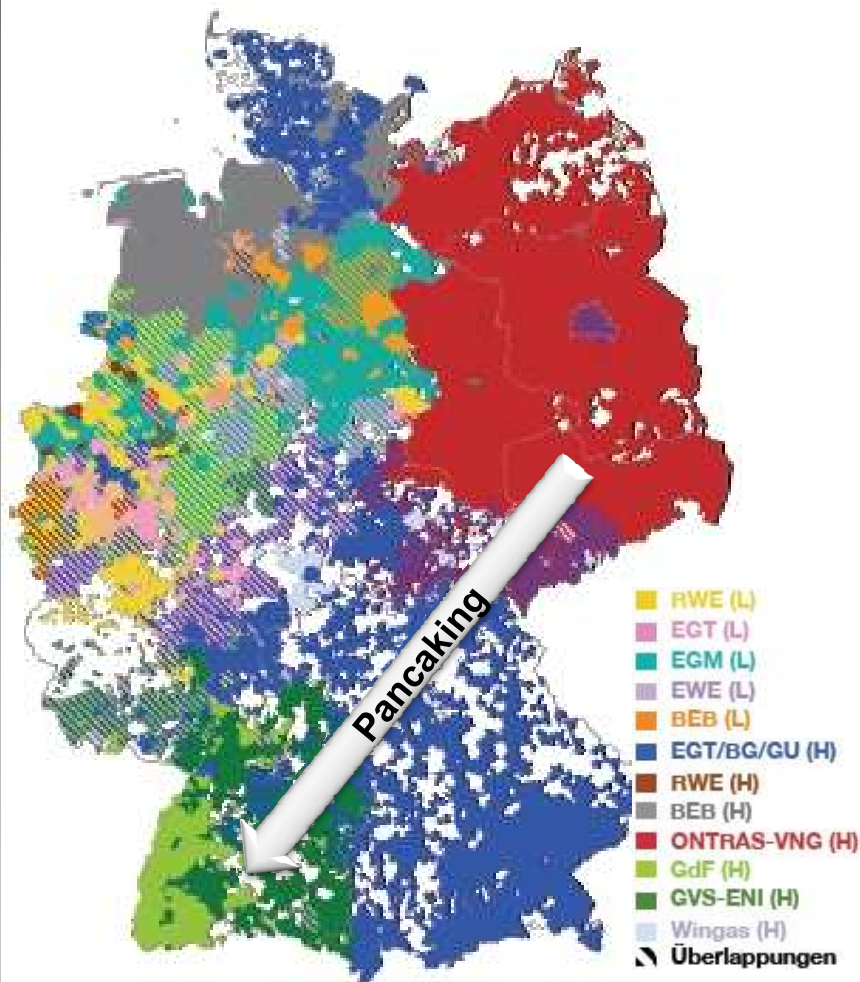 Pancaking
RWE (L)
EGT (L)
EGM (L)
EWE (L)
BEB (L)
EGT/BG/GU (H)
RWE (H)
BEB (H)
ONTRAS-VNG (H)
GdF (H)
GVS-ENI (H)
Wingas (H)
Überlappungen